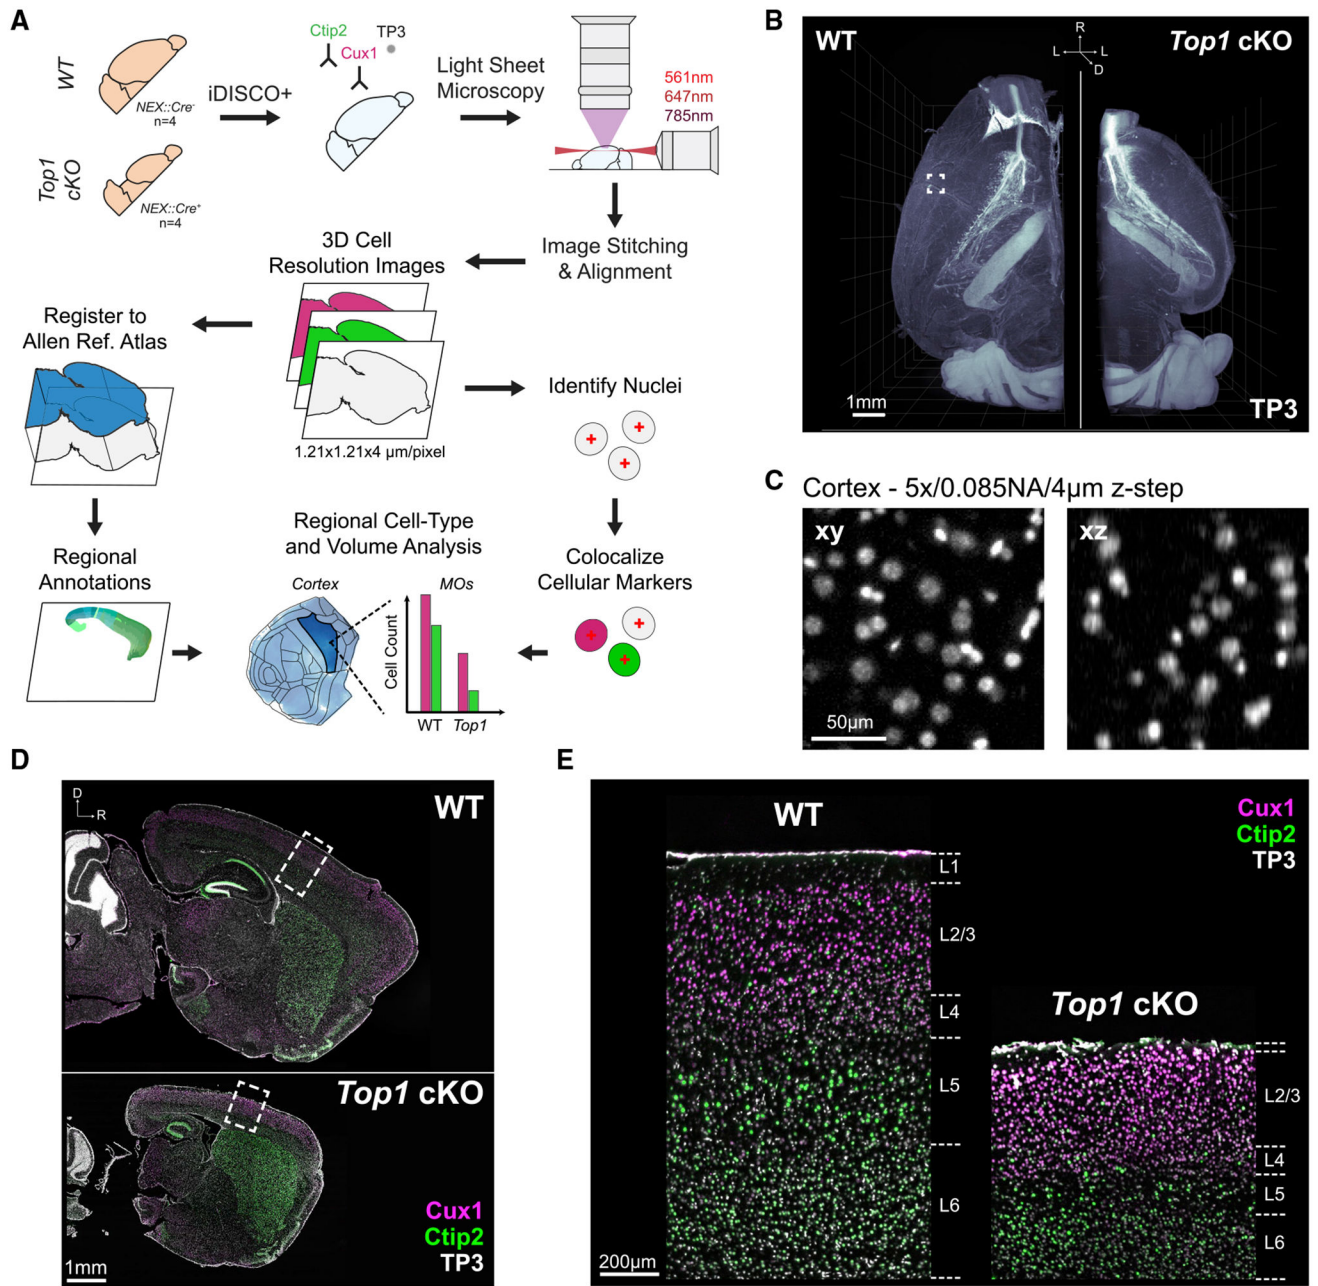 A
WT
NEX::Cre-
n=4
Top1
cKO
NEX::Cre+
n=4
iDISCO+
Ctip2
TP3
Cux1
Light Sheet
Microscopy
561nm
647nm
785nm
Image Stitching
& Alignment
3D Cell
Resolution Images
1.21x1.21x4 µm/pixel
Register to
Allen Ref. Atlas
Identify Nuclei
Regional
Annotations
Regional Cell-Type
and Volume Analysis
Cortex
MOs
Cell Count
WT
Top1
Colocalize
Cellular Markers
B
WT
R
L
L
D
Top1 cKO
1mm
TP3
C
Cortex - 5x/0.085NA/4µm z-step
xy
50µm
xz
D
D
R
WT
Top1 cKO
Cux1
Ctip2
TP3
1mm
E
WT
Cux1
Ctip2
TP3
L1
L2/3
L4
L5
L6
200µm
Top1 cKO
L2/3
L4
L5
L6